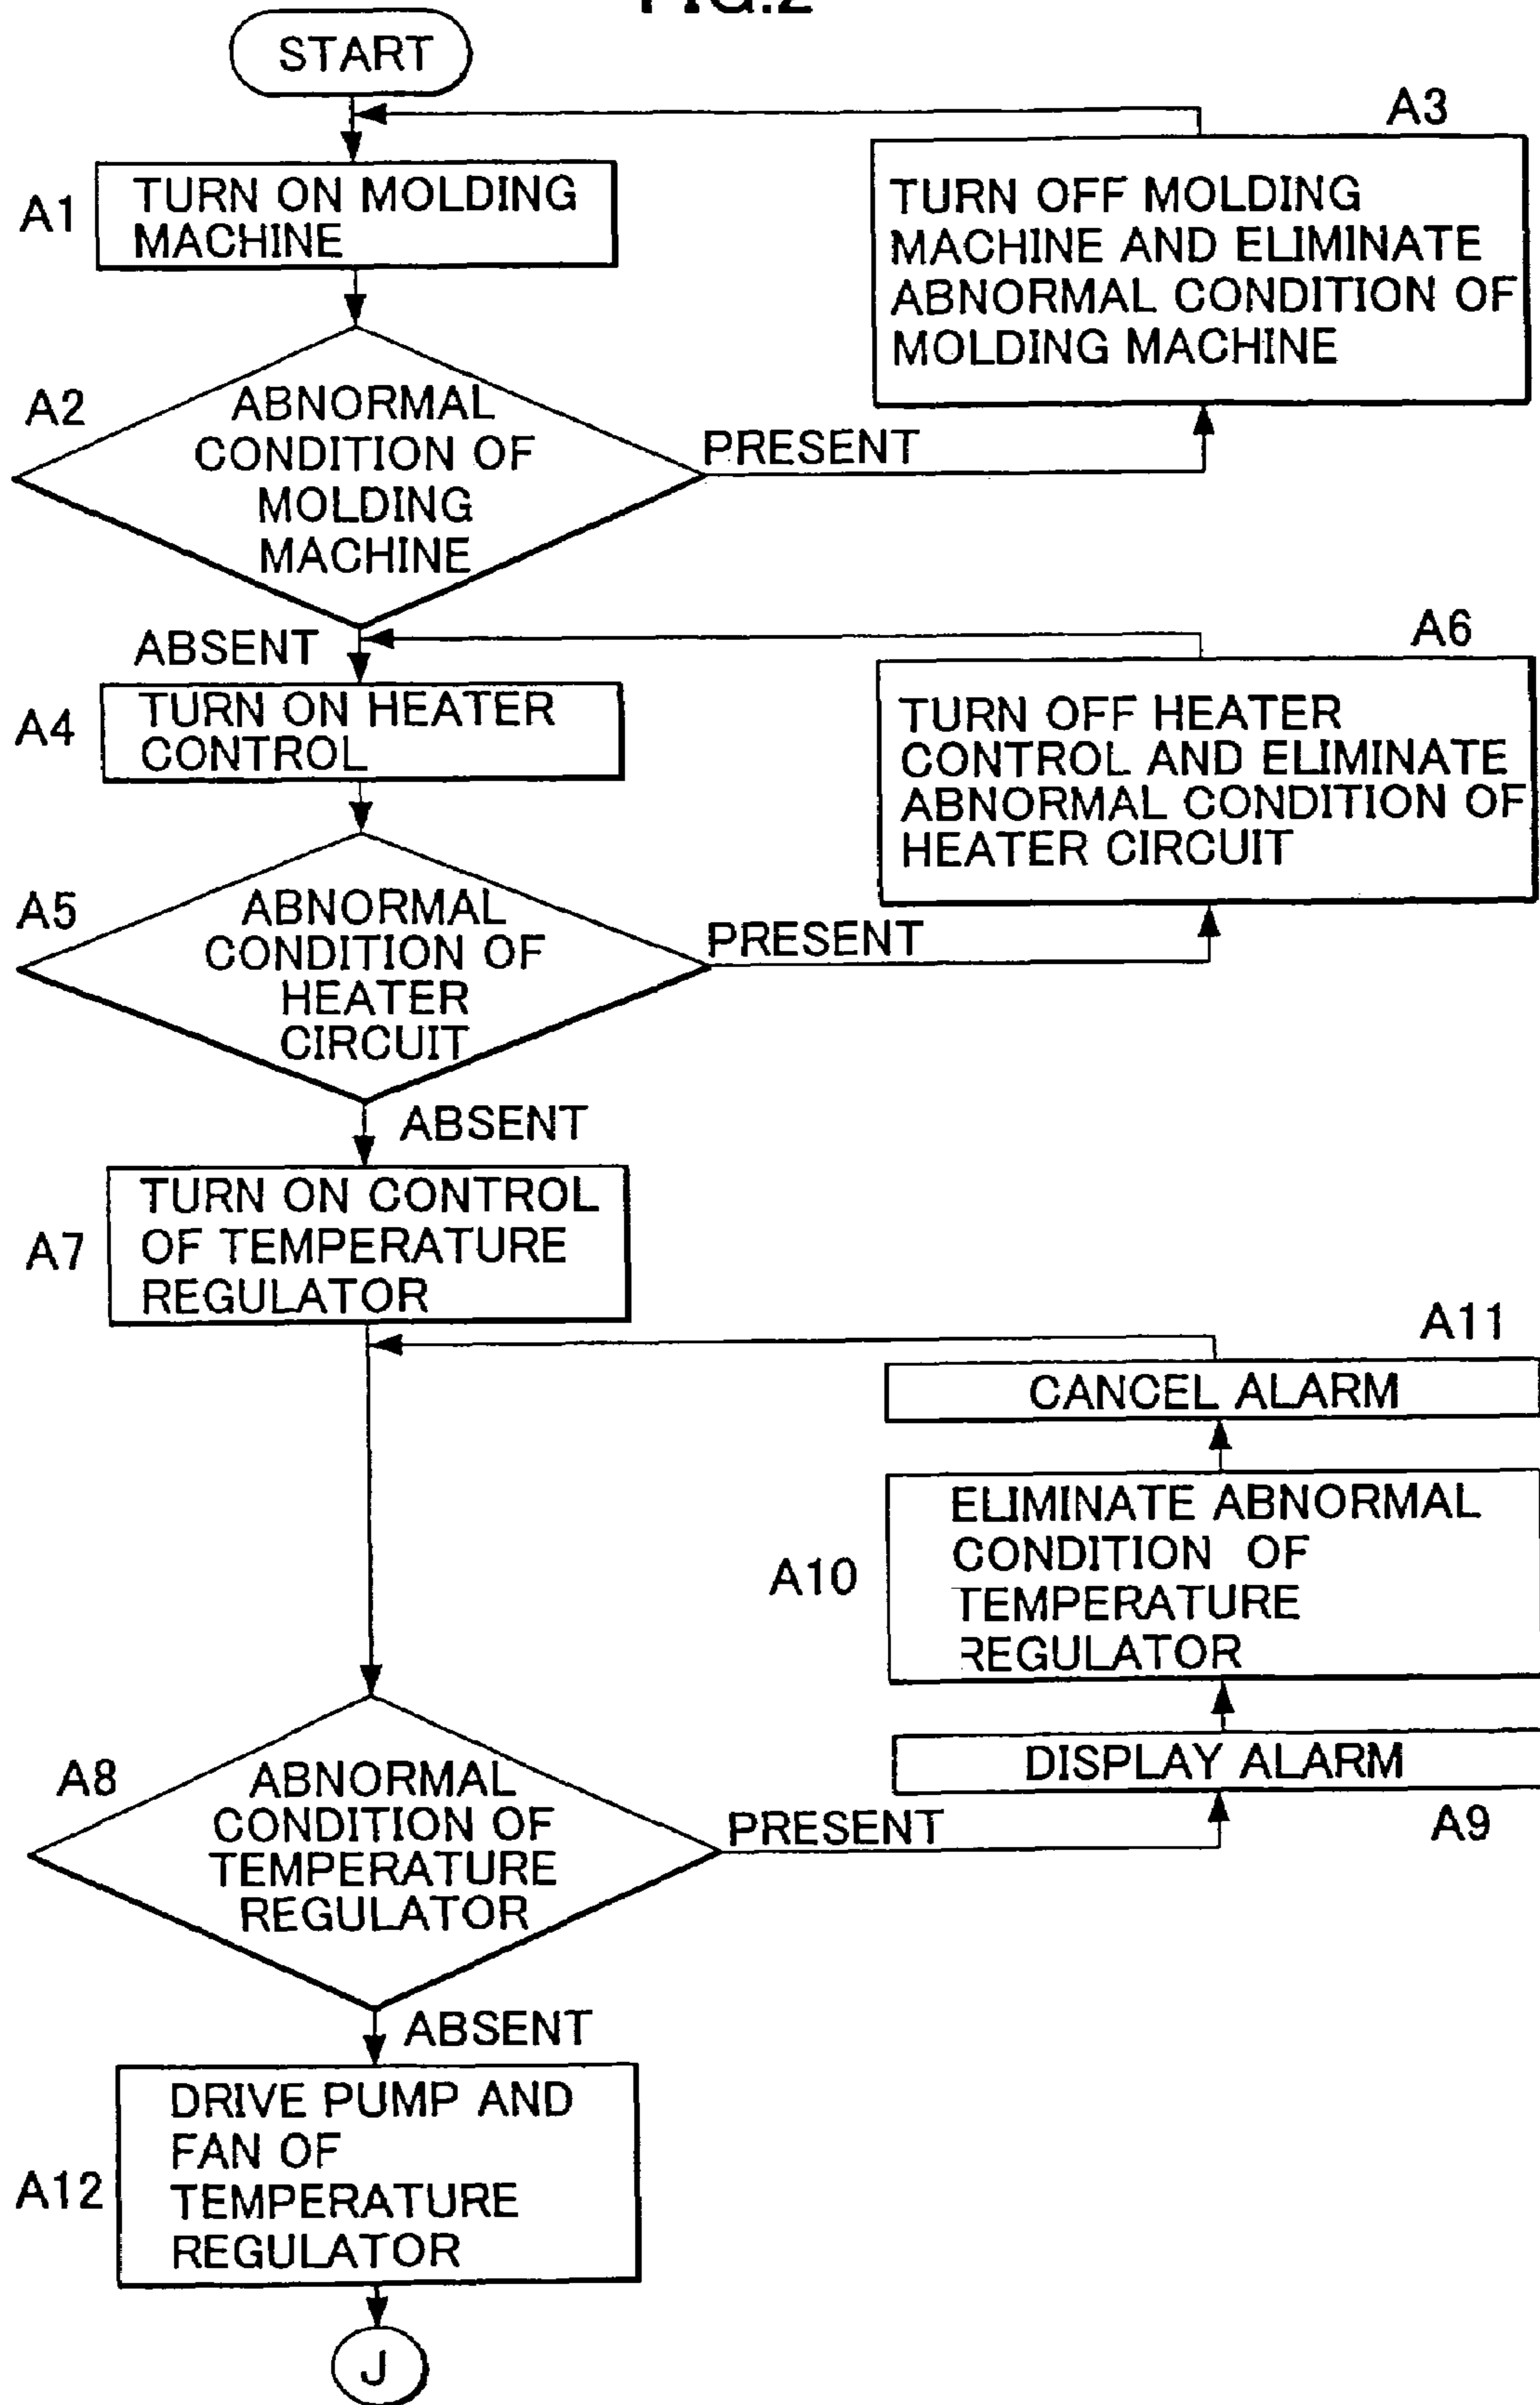 FIG.2
START
A3
A1
TURN ON MOLDING
MACHINE
TURN OFF MOLDING
MACHINE AND ELIMINATE
ABNORMAL CONDITION OF
MOLDING MACHINE
A2
ABNORMAL
CONDITION OF
MOLDING
MACHINE
PRESENT
ABSENT
A6
A4
TURN ON HEATER
CONTROL
TURN OFF HEATER
CONTROL AND ELIMINATE
ABNORMAL CONDITION OF
HEATER CIRCUIT
A5
ABNORMAL
CONDITION OF
HEATER
CIRCUIT
PRESENT
ABSENT
A7
TURN ON CONTROL
OF TEMPERATURE
REGULATOR
A11
CANCEL ALARM
A10
ELIMINATE ABNORMAL
CONDITION OF
TEMPERATURE
REGULATOR
DISPLAY ALARM
A9
A8
ABNORMAL
CONDITION OF
TEMPERATURE
REGULATOR
PRESENT
ABSENT
A12
DRIVE PUMP AND
FAN OF
TEMPERATURE
REGULATOR
J